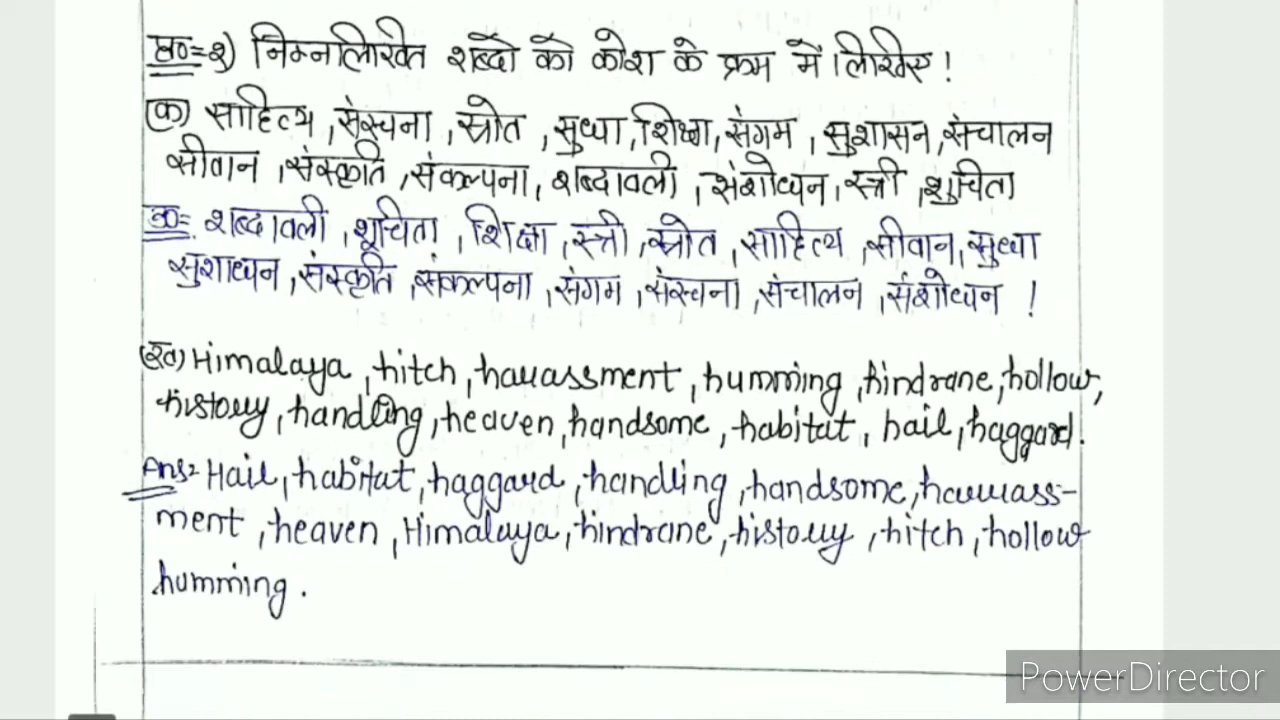 प्र०=२) निम्नलिखित शब्दों को कोश के क्रम में लिखिए!
(क) साहित्य, संरचना, स्रोत, सुधा, शिक्षा, संगम, सुशासन, संचालन
सीवान, संस्कृति, संकल्पना, शब्दावली, संशोधन, स्त्री, शुचिता
उ०= शब्दावली, शूचिता, शिक्षा, स्त्री, स्रोत, साहित्य, सीवान, सुधा
सुशाधन, संस्कृति, संकल्पना, संगम, संरचना, संचालन, संशोधन !
(ख) Himalaya, hitch, harassment, humming, hindrane, hollow,
history, handling, heaven, handsome, habitat, hail, haggard.
Ans= Hail, habitat, haggard, handling, handsome, harrass-
ment, heaven, Himalaya, hindrane, history, hitch, hollow
humming.
PowerDirector